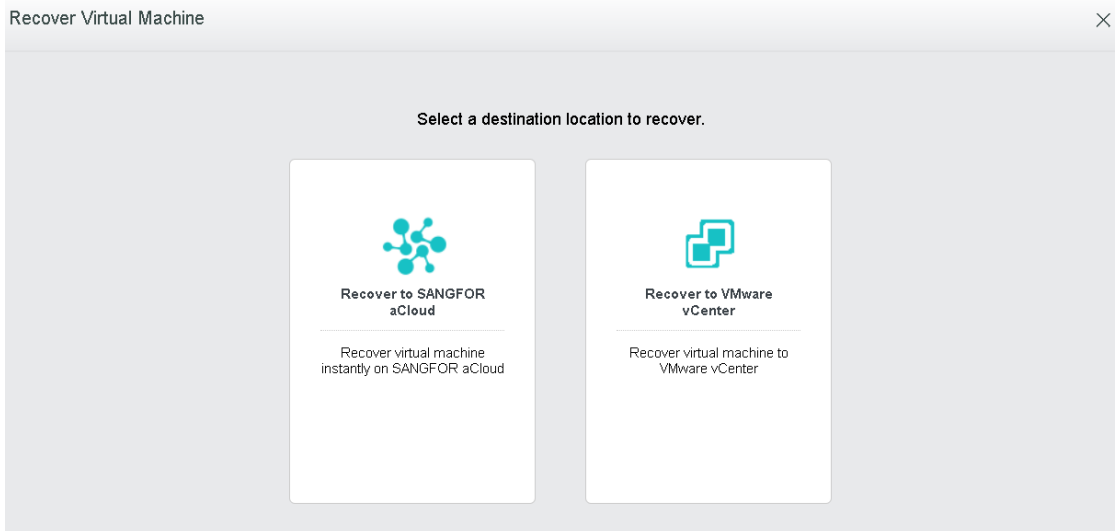 Recover Virtual Machine
Select a destination location to recover.
Recover to SANGFOR
aCloud
Recover virtual machine
instantly on SANGFOR aCloud
Recover to VMware
vCenter
Recover virtual machine to
VMware vCenter